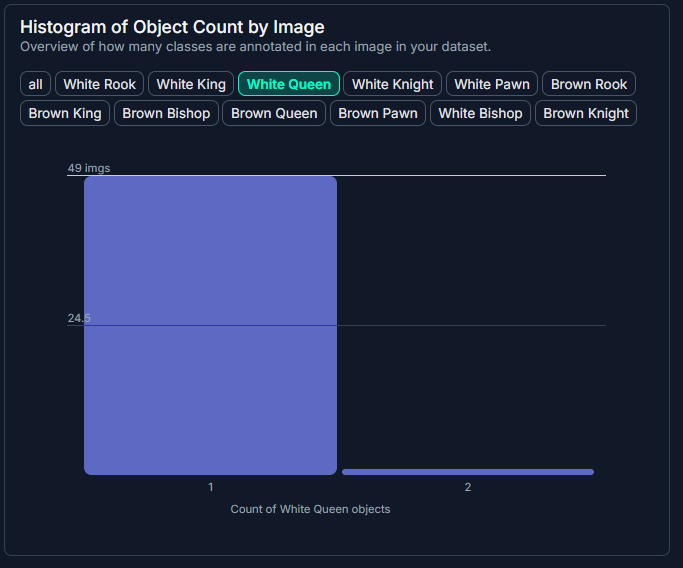 Histogram of Object Count by Image
Overview of how many classes are annotated in each image in your dataset.
all White Rook White King White Queen White Knight White Pawn Brown Rook
Brown King Brown Bishop Brown Queen Brown Pawn White Bishop Brown Knight
49 imgs
24.5
1 2
Count of White Queen objects